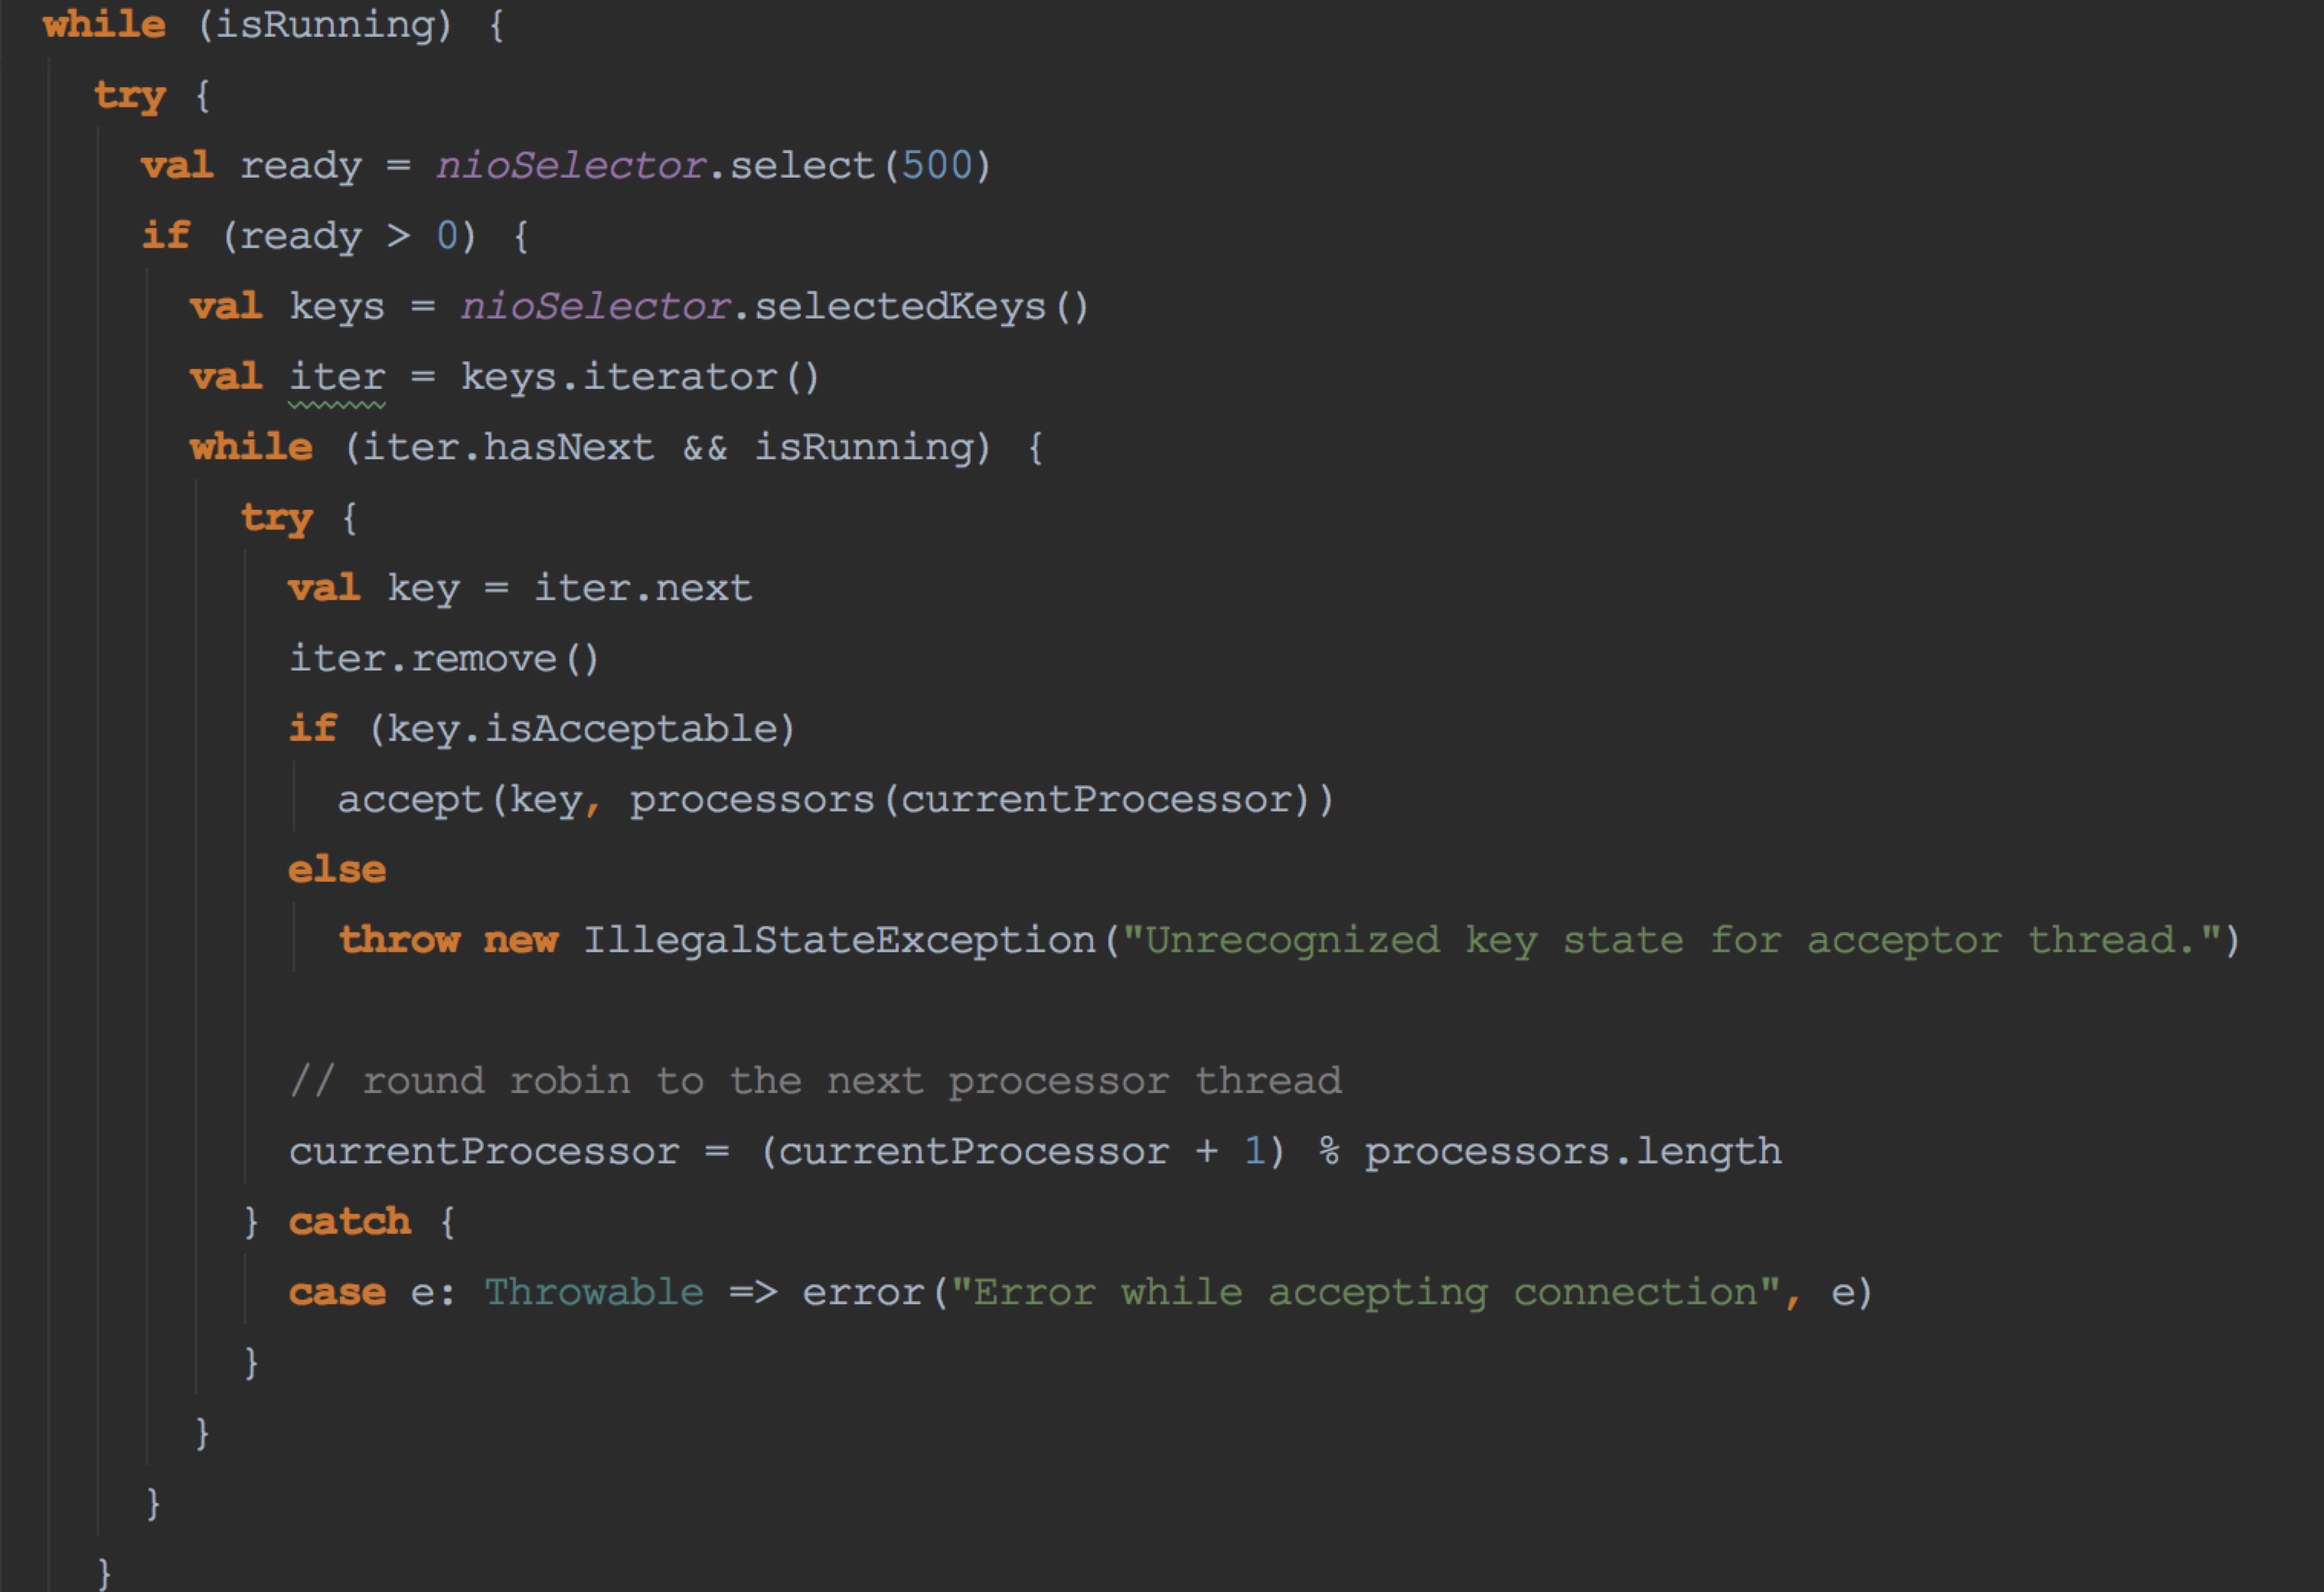 while (isRunning) {
  try {
    val ready = nioSelector.select(500)
    if (ready > 0) {
      val keys = nioSelector.selectedKeys()
      val iter = keys.iterator()
      while (iter.hasNext && isRunning) {
        try {
          val key = iter.next
          iter.remove()
          if (key.isAcceptable)
            accept(key, processors(currentProcessor))
          else
            throw new IllegalStateException("Unrecognized key state for acceptor thread.")

          // round robin to the next processor thread
          currentProcessor = (currentProcessor + 1) % processors.length
        } catch {
          case e: Throwable => error("Error while accepting connection", e)
        }
      }
    }
  }